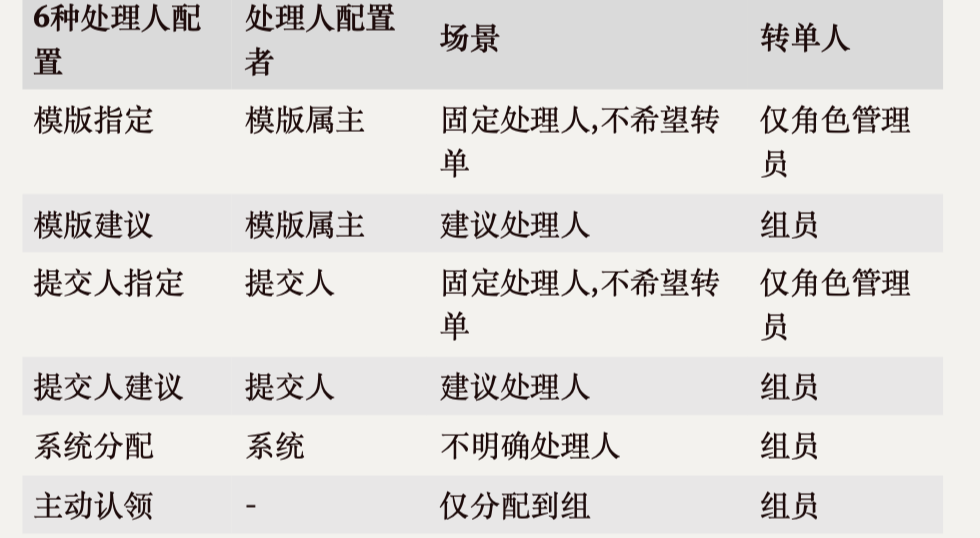 6种处理人配置 处理人配置者 场景 转单人
模版指定 模版属主 固定处理人,不希望转单 仅角色管理员
模版建议 模版属主 建议处理人 组员
提交人指定 提交人 固定处理人,不希望转单 仅角色管理员
提交人建议 提交人 建议处理人 组员
系统分配 系统 不明确处理人 组员
主动认领 - 仅分配到组 组员